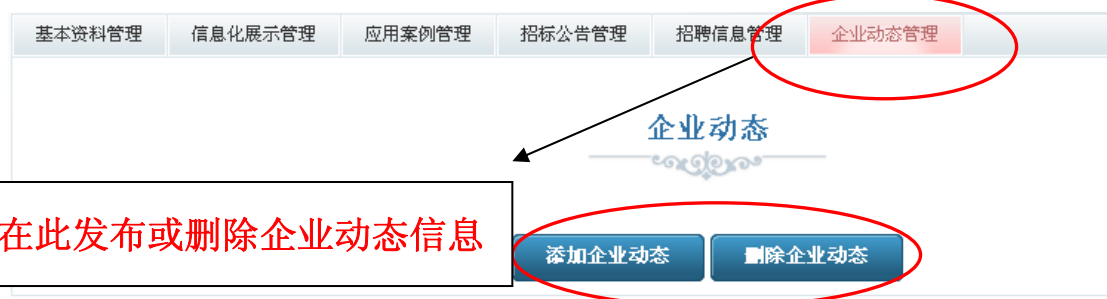 基本资料管理 信息化展示管理 应用案例管理 招标公告管理 招聘信息管理 企业动态管理
企业动态
在此发布或删除企业动态信息
添加企业动态 删除企业动态